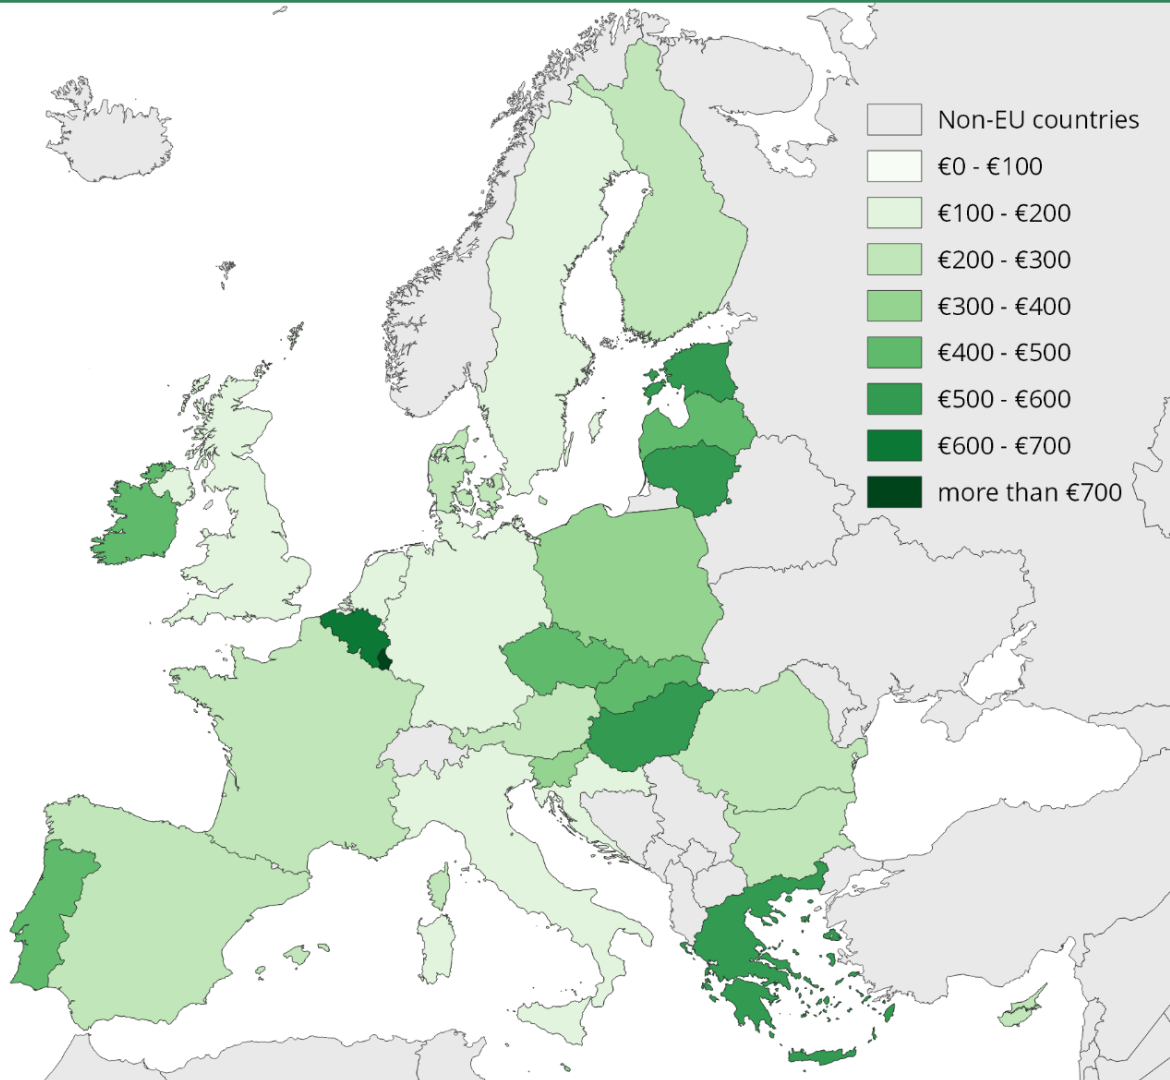 Non-EU countries
€0 - €100
€100 - €200
€200 - €300
€300 - €400
€400 - €500
€500 - €600
€600 - €700
more than €700